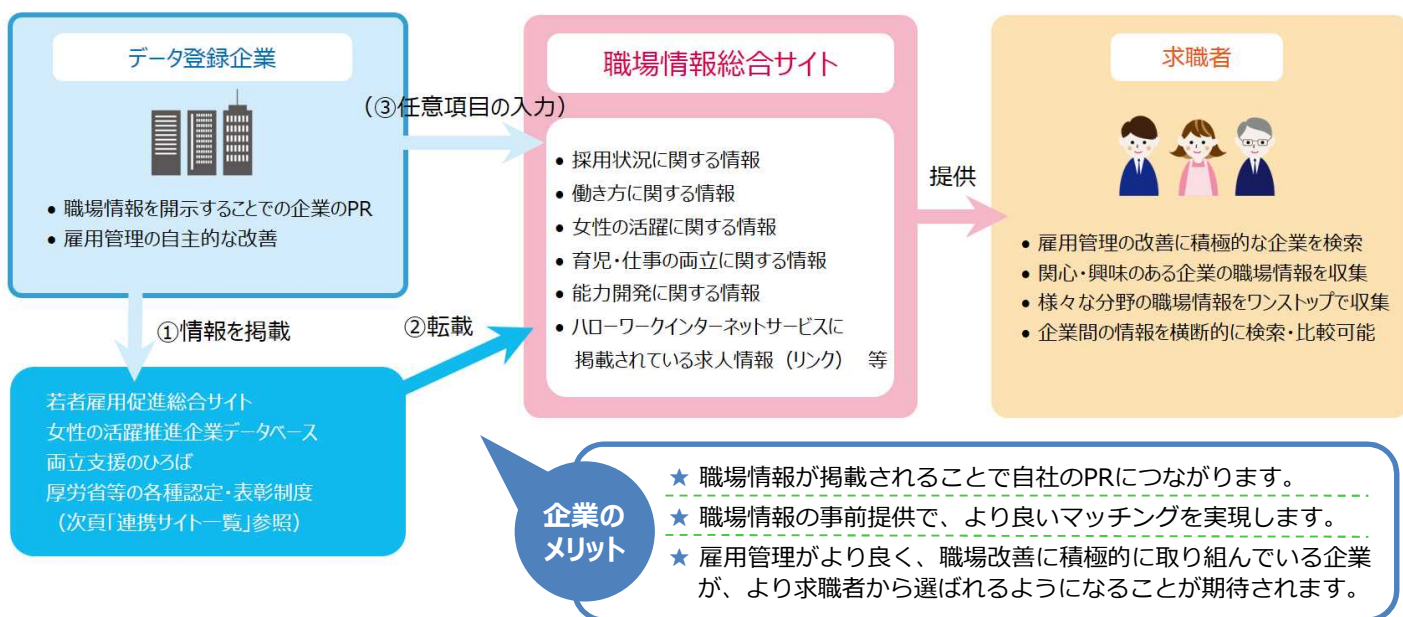 データ登録企業
• 職場情報を開示することでの企業のPR
• 雇用管理の自主的な改善
(③任意項目の入力)
①情報を掲載
②転載
若者雇用促進総合サイト
女性の活躍推進企業データベース
両立支援のひろば
厚労省等の各種認定・表彰制度
(次頁「連携サイト一覧」参照)
職場情報総合サイト
• 採用状況に関する情報
• 働き方に関する情報
• 女性の活躍に関する情報
• 育児・仕事の両立に関する情報
• 能力開発に関する情報
• ハローワークインターネットサービスに
掲載されている求人情報(リンク) 等
提供
求職者
• 雇用管理の改善に積極的な企業を検索
• 関心・興味のある企業の職場情報を収集
• 様々な分野の職場情報をワンストップで収集
• 企業間の情報を横断的に検索・比較可能
企業の
メリット
★ 職場情報が掲載されることで自社のPRにつながります。
★ 職場情報の事前提供で、より良いマッチングを実現します。
★ 雇用管理がより良く、職場改善に積極的に取り組んでいる企業
が、より求職者から選ばれるようになることが期待されます。